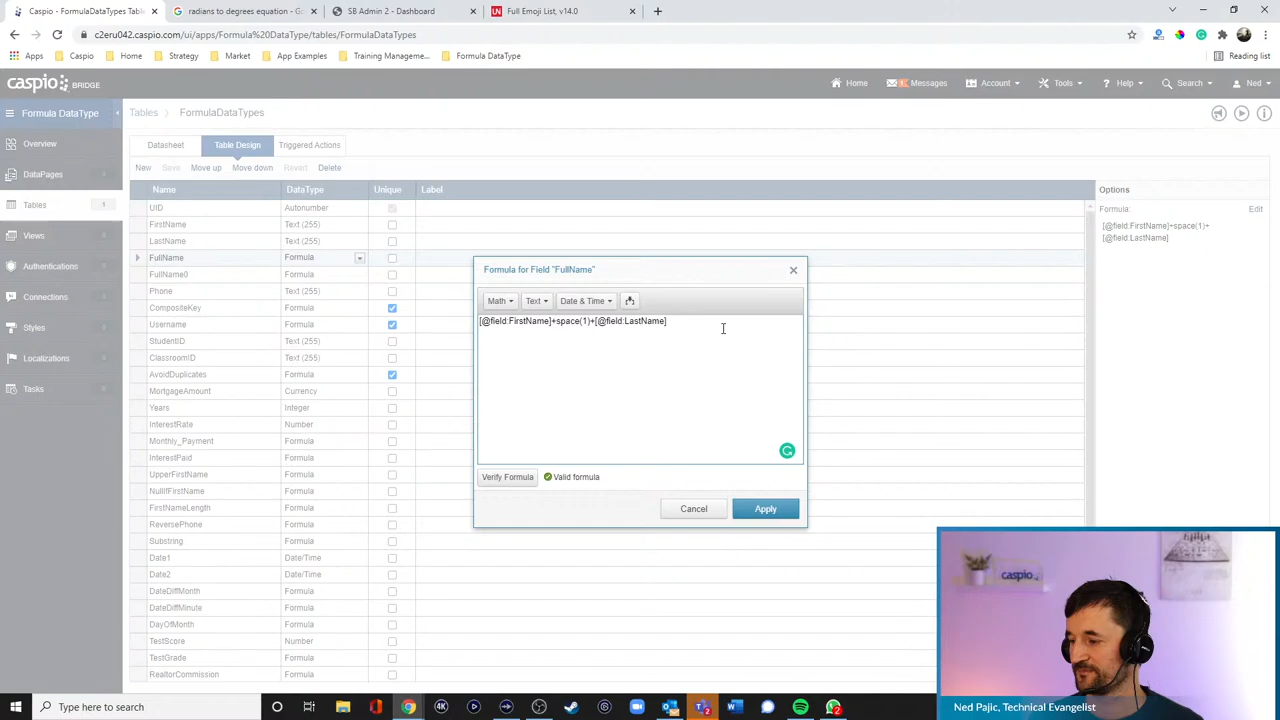 Caspio - FormulaDataTypes Table
radians to degrees equation - Go
SB Admin 2 - Dashboard
UN
Full Emoji List, v14.0
c2eru042.caspio.com/ui/apps/Formula%20DataType/tables/FormulaDataTypes
Apps
Caspio
Home
Strategy
Market
App Examples
Training Manageme...
Formula DataType
Reading list
caspio BRIDGE
Home
Messages
Account
Tools
Help
Search
Ned
Formula DataType
Tables
FormulaDataTypes
Overview
DataPages
Tables 1
Views
Authentications
Connections
Styles
Localizations
Tasks
Datasheet
Table Design
Triggered Actions
New
Save
Move up
Move down
Revert
Delete
Name
DataType
Unique
Label
Options
UID Autonumber
FirstName Text (255)
LastName Text (255)
FullName Formula
FullName0 Formula
Phone Formula
CompositeKey Formula
Username Formula
StudentID Text (255)
ClassroomID Text (255)
AvoidDuplicates Formula
MortgageAmount Currency
Years Integer
InterestRate Number
Monthly_Payment Formula
InterestPaid Formula
UpperFirstName Formula
NullIfFirstName Formula
FirstNameLength Formula
ReversePhone Formula
Substring Formula
Date1 Date/Time
Date2 Date/Time
DateDiffMonth Formula
DateDiffMinute Formula
DayOfMonth Formula
TestScore Number
TestGrade Formula
RealtorCommission Formula
Formula:
Edit
[@field:FirstName]+space(1)+
[@field:LastName]
Formula for Field "FullName"
Math
Text
Date & Time
[@field:FirstName]+space(1)+[@field:LastName]
Verify Formula
Valid formula
Cancel
Apply
caspio
Ned Pajic, Technical Evangelist
Type here to search
4K